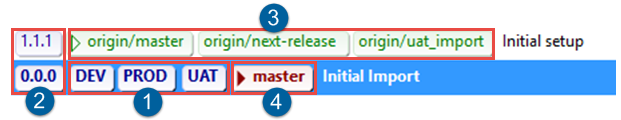 3
1.1.1 origin/master origin/next-release origin/uat_import Initial setup
0.0.0 DEV PROD UAT master Initial Import
2 1 4